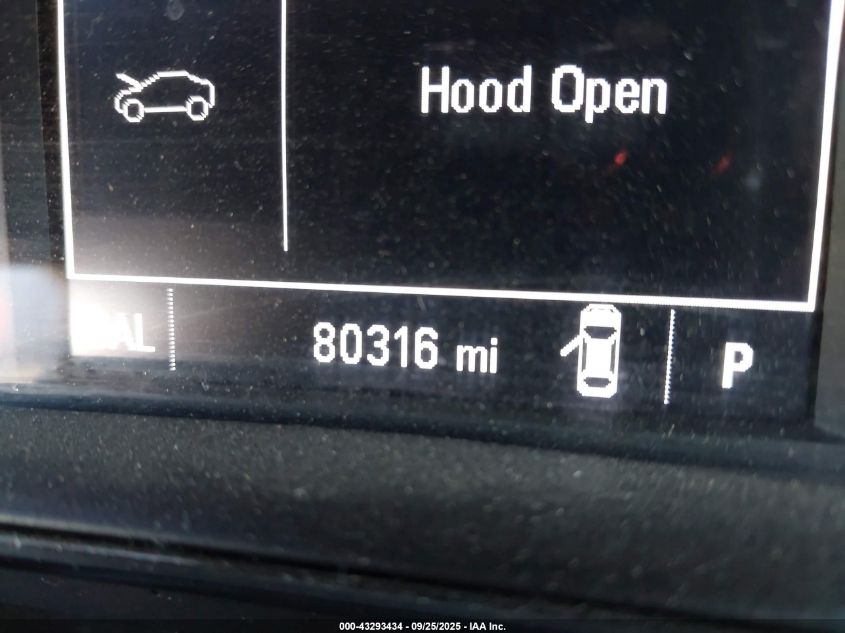 Hood Open
80316 mi
P
000-43293434 - 09/25/2025 - IAA Inc.